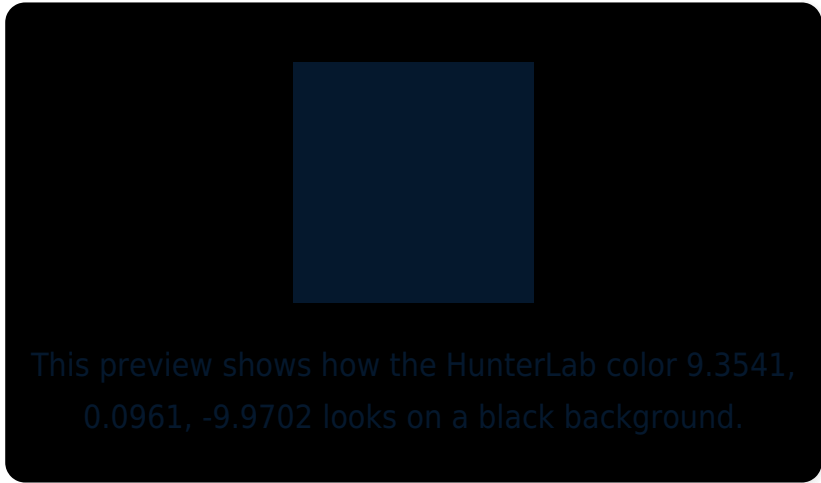 This preview shows how the HunterLab color 9.3541,
0.0961, -9.9702 looks on a black background.